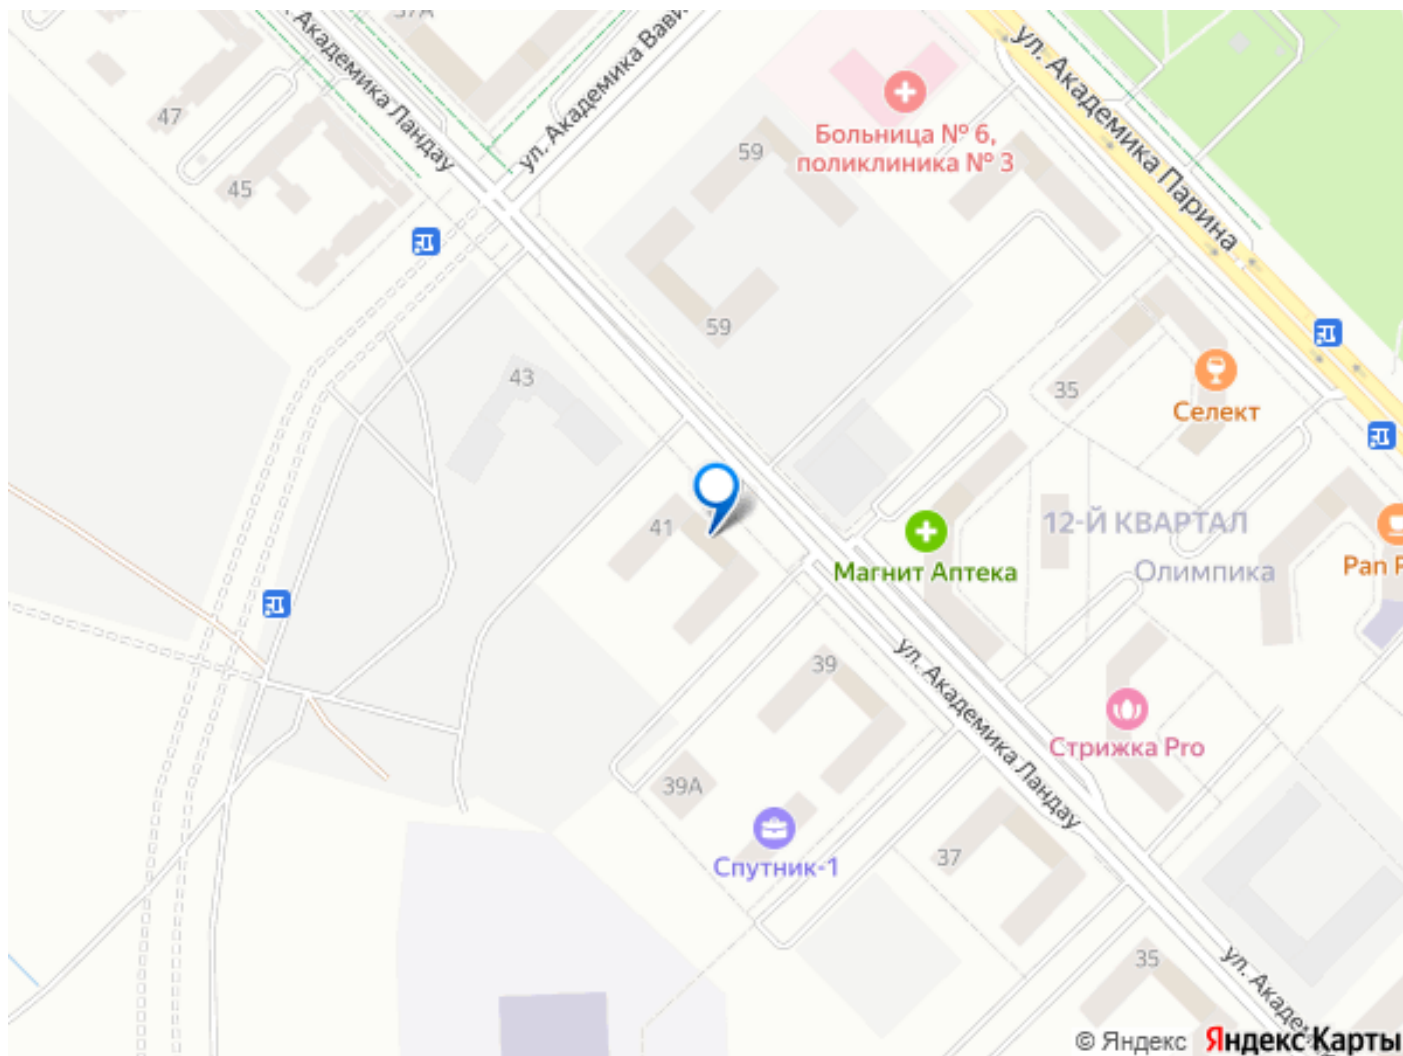 37А
Академика Ландау
ул. Академика Вави
ул. Академика Парина
47
45
59
Больница № 6,
поликлиника № 3
59
43
35
Селект
41
12-Й КВАРТАЛ
Олимпика
Магнит Аптека
Pan
39
ул. Академика Ландау
Стрижка Pro
39А
Спутник-1
37
35
ул. Академ
© Яндекс Яндекс Карты